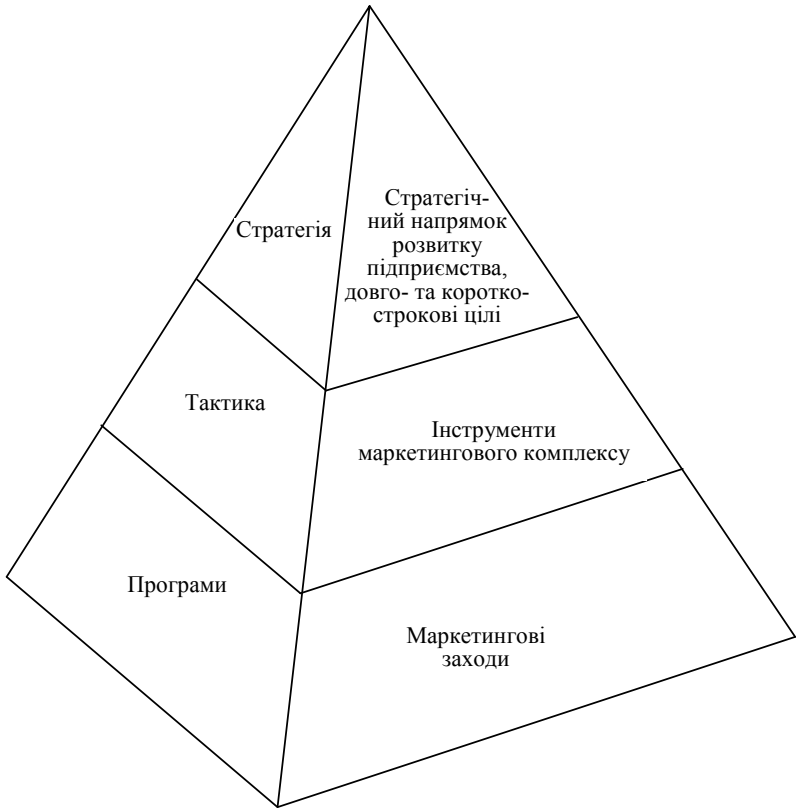 Стратегія
Стратегіч-
ний напрямок
розвитку
підприємства,
довго- та коротко-
строкові цілі
Тактика
Інструменти
маркетингового комплексу
Програми
Маркетингові
заходи